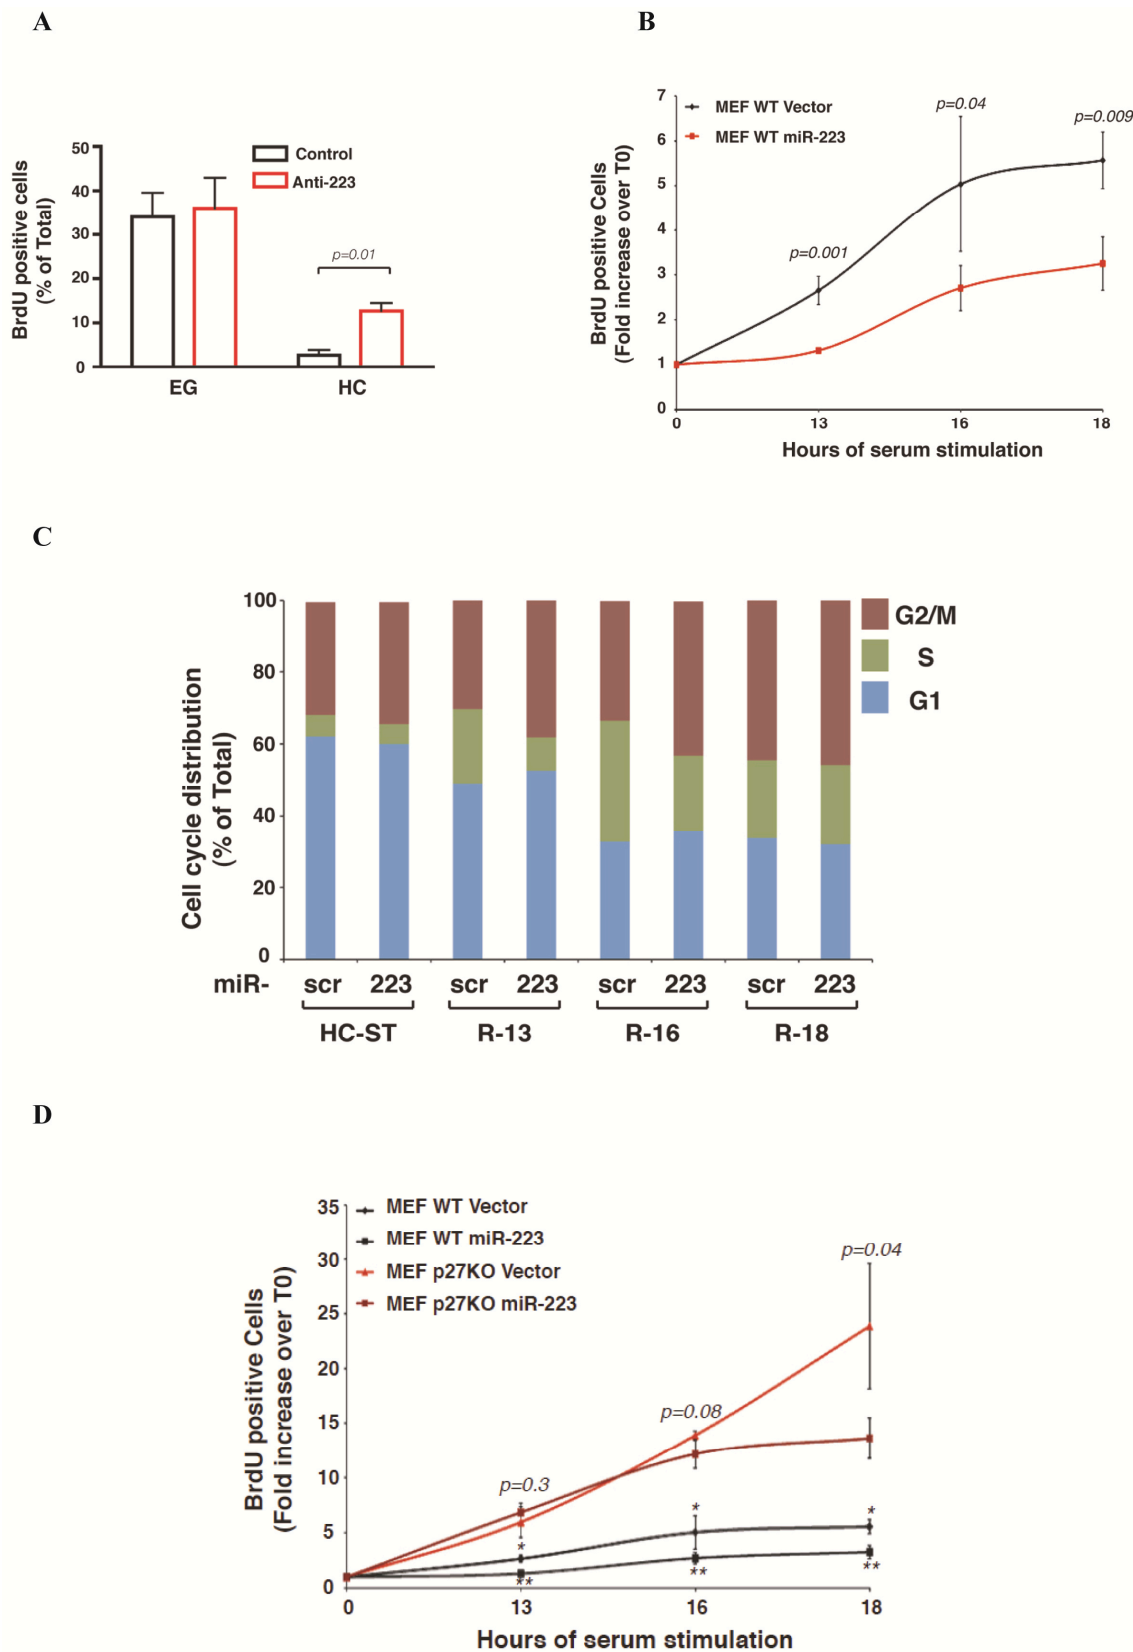 A
BrdU positive cells
(% of Total)
50
40
30
20
10
0
Control
Anti-223
p=0.01
EG
HC
B
BrdU positive Cells
(Fold increase over T0)
7
6
5
4
3
2
1
0
MEF WT Vector
MEF WT miR-223
p=0.001
p=0.04
p=0.009
0
13
16
18
Hours of serum stimulation
C
Cell cycle distribution
(% of Total)
100
80
60
40
20
0
G2/M
S
G1
miR- scr 223 scr 223 scr 223 scr 223
HC-ST R-13 R-16 R-18
D
BrdU positive Cells
(Fold increase over T0)
35
30
25
20
15
10
5
0
MEF WT Vector
MEF WT miR-223
MEF p27KO Vector
MEF p27KO miR-223
p=0.3
p=0.08
p=0.04
*
**
*
**
*
**
0
13
16
18
Hours of serum stimulation